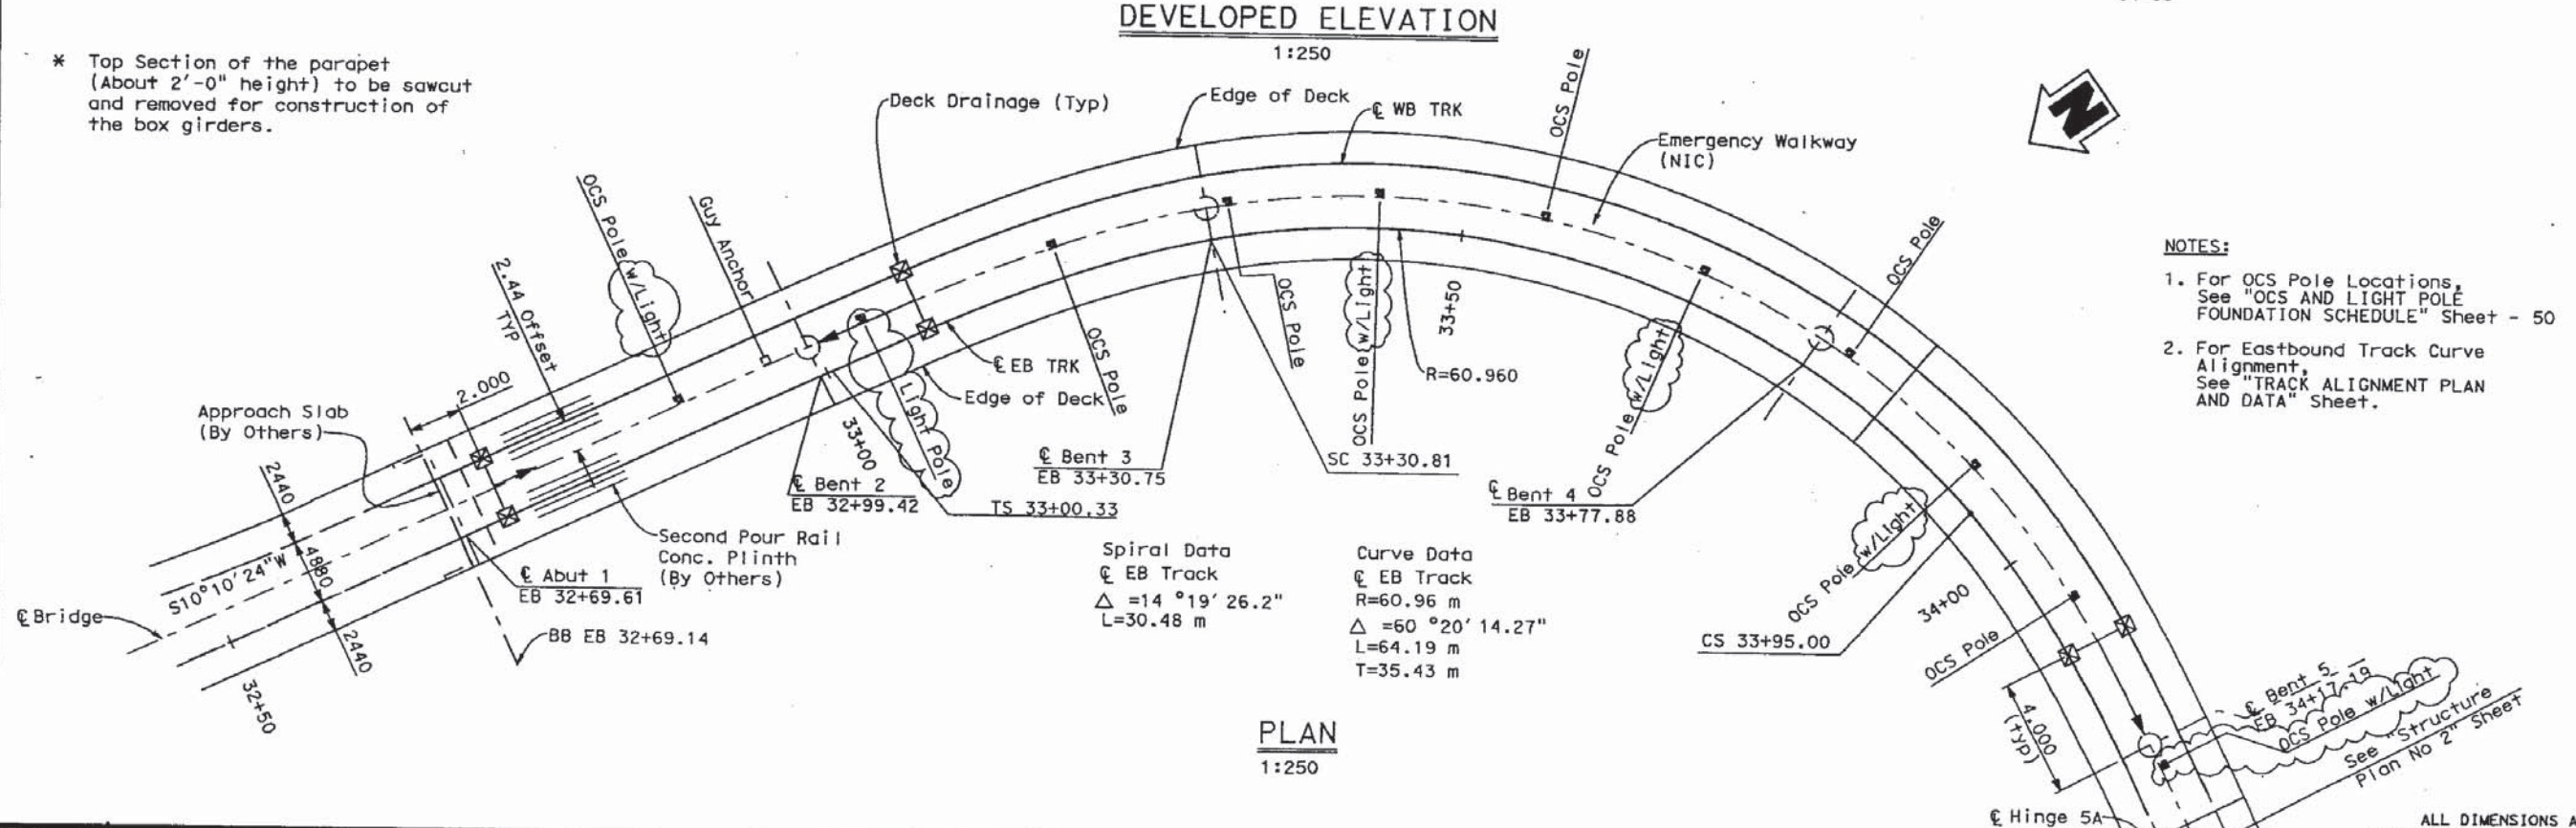 DEVELOPED ELEVATION
1:250
* Top Section of the parapet
(About 2'-0" height) to be sawcut
and removed for construction of
the box girders.
Deck Drainage (Typ)
Edge of Deck
℄ WB TRK
OCS Pole
Emergency Walkway
(NIC)
N
OCS Pole w/Light
Guy Anchor
2.44 Offset
TYP
2.000
Approach Slab
(By Others)
2440
4880
2440
S10°10'24"W
℄ Bridge
32+50
℄ Abut 1
EB 32+69.61
BB EB 32+69.14
Second Pour Rail
Conc. Plinth
(By Others)
℄ Bent 2
EB 32+99.42
33+00
TS 33+00.33
Light Pole
℄ EB TRK
Edge of Deck
OCS Pole
℄ Bent 3
EB 33+30.75
OCS Pole
SC 33+30.81
OCS Pole w/Light
R=60.960
33+50
OCS Pole w/Light
OCS Pole
℄ Bent 4
EB 33+77.88
OCS Pole w/Light
CS 33+95.00
34+00
OCS Pole
4.000
(typ)
℄ Bent 5
EB 34+17.19
OCS Pole w/Light
See "Structure
Plan No 2" Sheet
℄ Hinge 5A
Spiral Data
℄ EB Track
Δ =14 °19' 26.2"
L=30.48 m
Curve Data
℄ EB Track
R=60.96 m
Δ =60 °20' 14.27"
L=64.19 m
T=35.43 m
PLAN
1:250
NOTES:
1. For OCS Pole Locations,
See "OCS AND LIGHT POLE
FOUNDATION SCHEDULE" Sheet - 50
2. For Eastbound Track Curve
Alignment,
See "TRACK ALIGNMENT PLAN
AND DATA" Sheet.
ALL DIMENSIONS A